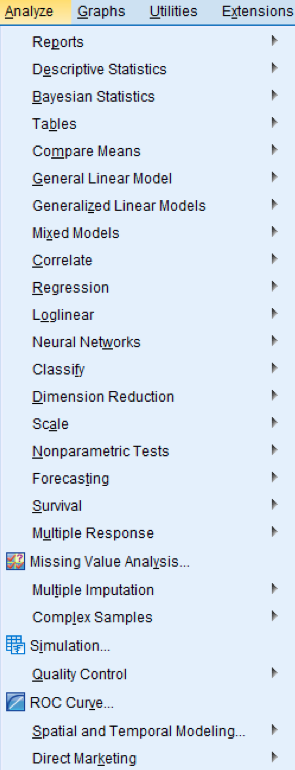 Analyze Graphs Utilities Extensions
Reports
Descriptive Statistics
Bayesian Statistics
Tables
Compare Means
General Linear Model
Generalized Linear Models
Mixed Models
Correlate
Regression
Loglinear
Neural Networks
Classify
Dimension Reduction
Scale
Nonparametric Tests
Forecasting
Survival
Multiple Response
Missing Value Analysis...
Multiple Imputation
Complex Samples
Simulation...
Quality Control
ROC Curve...
Spatial and Temporal Modeling...
Direct Marketing